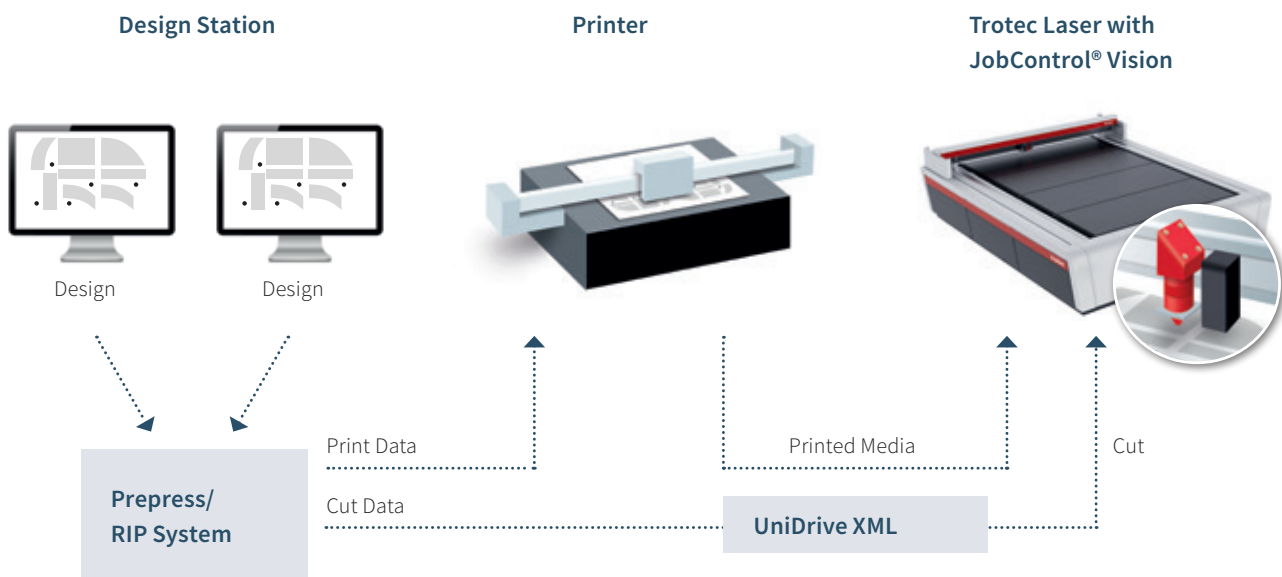 Design Station
Printer
Trotec Laser with
JobControl® Vision
Design
Design
Print Data
Printed Media
Cut
Prepress/
RIP System
Cut Data
UniDrive XML